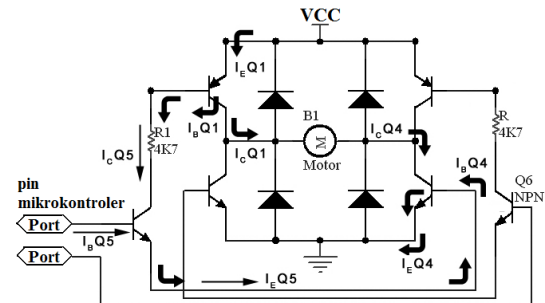 VCC
I_E Q1
I_B Q1
I_C Q1
B1
M
Motor
I_C Q4
R1
4K7
R
4K7
I_C Q5
I_B Q4
Q6
NPN
pin
mikrokontroler
Port
I_B Q5
Port
I_E Q5
I_E Q4